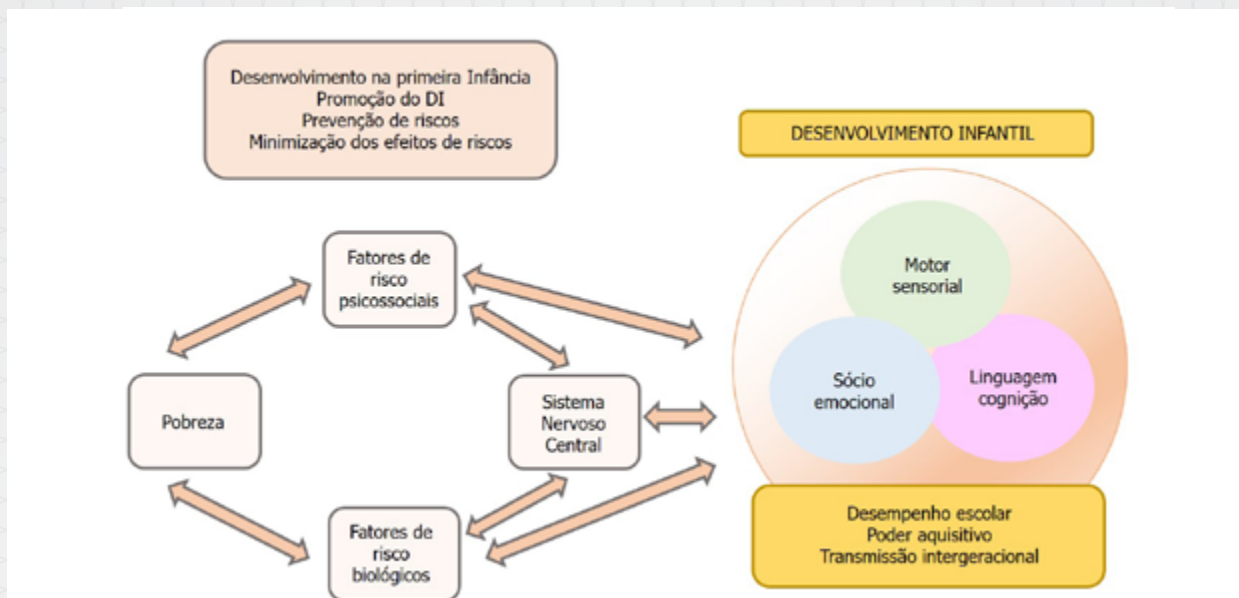 Desenvolvimento na primeira Infância
Promoção do DI
Prevenção de riscos
Minimização dos efeitos de riscos
DESENVOLVIMENTO INFANTIL
Fatores de
risco
psicossociais
Motor
sensorial
Pobreza
Sistema
Nervoso
Central
Sócio
emocional
Linguagem
cognição
Fatores de
risco
biológicos
Desempenho escolar
Poder aquisitivo
Transmissão intergeracional